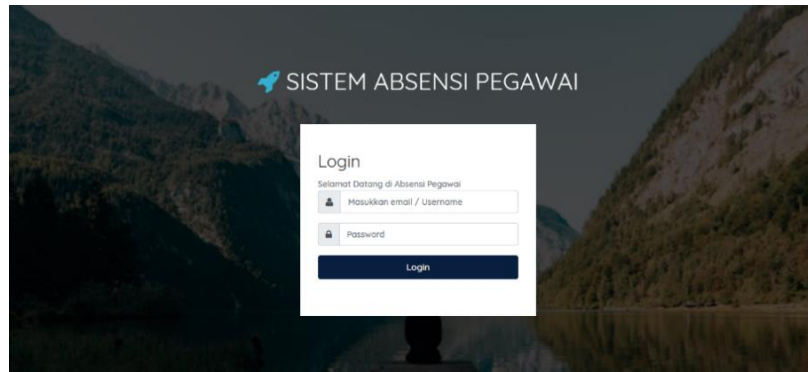 SISTEM ABSENSI PEGAWAI
Login
Selamat Datang di Absensi Pegawai
Masukkan email / Username
Password
Login